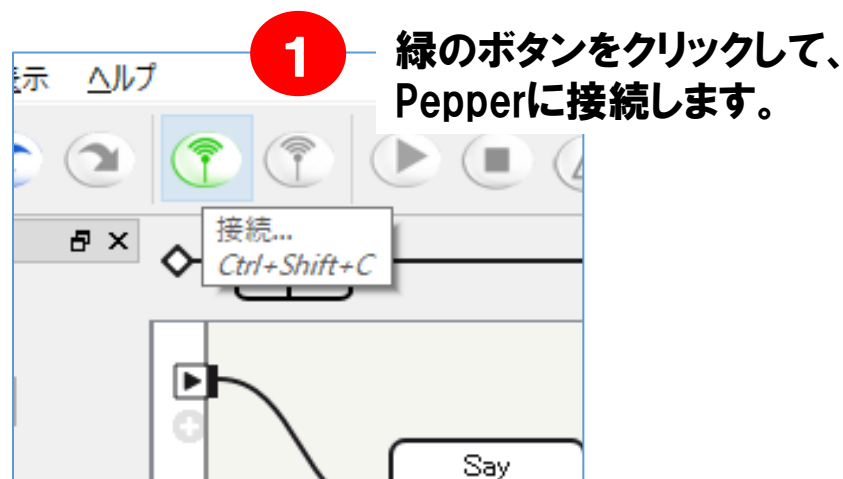 1
緑のボタンをクリックして、
Pepperに接続します。
示 ヘルプ
接続...
Ctrl+Shift+C
Say